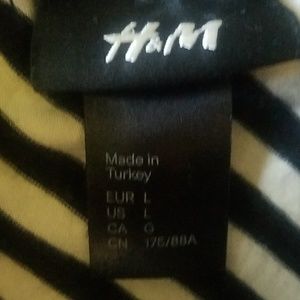 H&M
Made in
Turkey
EUR L
US L
CA G
CN 175/88A